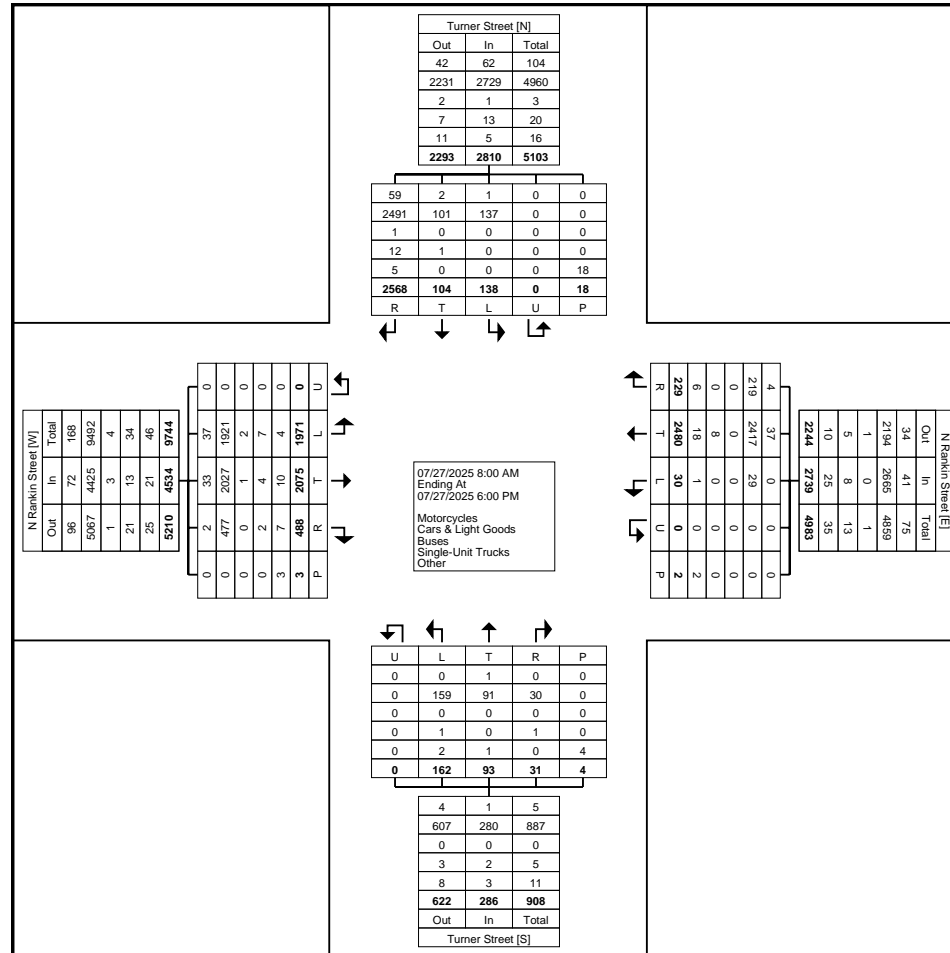 Turner Street [N]
Out In Total
42 62 104
2231 2729 4960
2 1 3
7 13 20
11 5 16
2293 2810 5103
59 2 1 0 0
2491 101 137 0 0
1 0 0 0 0
12 1 0 0 0
5 0 0 0 18
2568 104 138 0 18
R T L U P
N Rankin Street [W]
Total 168 9492 4 34 46 9744
In 72 4425 3 13 21 4534
Out 96 5067 1 21 25 5210
0 0 0 0 0 0 U
37 1921 2 7 4 1971 L
33 2027 1 4 10 2075 T
2 477 0 2 7 488 R
0 0 0 0 3 3 P
07/27/2025 8:00 AM
Ending At
07/27/2025 6:00 PM
Motorcycles
Cars & Light Goods
Buses
Single-Unit Trucks
Other
R 229 6 0 0 219 4
T 2480 18 8 0 2417 37
L 30 1 0 0 29 0
U 0 0 0 0 0 0
P 2 2 0 0 0 0
N Rankin Street [E]
2244 10 5 1 2194 34 Out
2739 25 8 0 2665 41 In
4983 35 13 1 4859 75 Total
U L T R P
0 0 1 0 0
0 159 91 30 0
0 0 0 0 0
0 1 0 1 0
0 2 1 0 4
0 162 93 31 4
4 1 5
607 280 887
0 0 0
3 2 5
8 3 11
622 286 908
Out In Total
Turner Street [S]